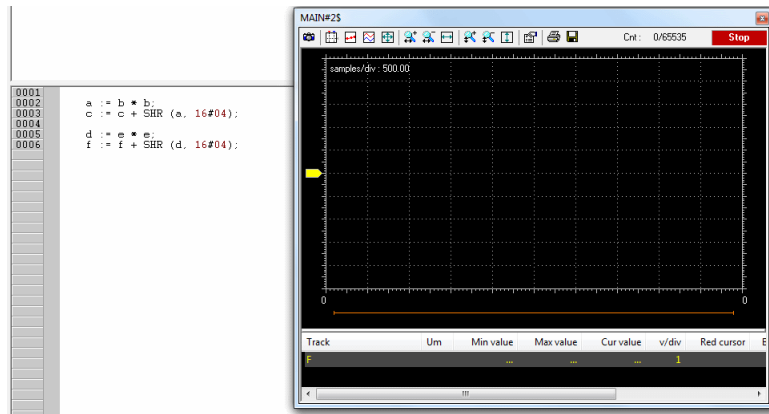 MAIN#2$
Cnt : 0/65535 Stop
samples/div : 500.00
0001
0002 a := b * b;
0003 c := c + SHR (a, 16#04);
0004
0005 d := e * e;
0006 f := f + SHR (d, 16#04);
0 0
Track Um Min value Max value Cur value v/div Red cursor E
F ... ... ... 1